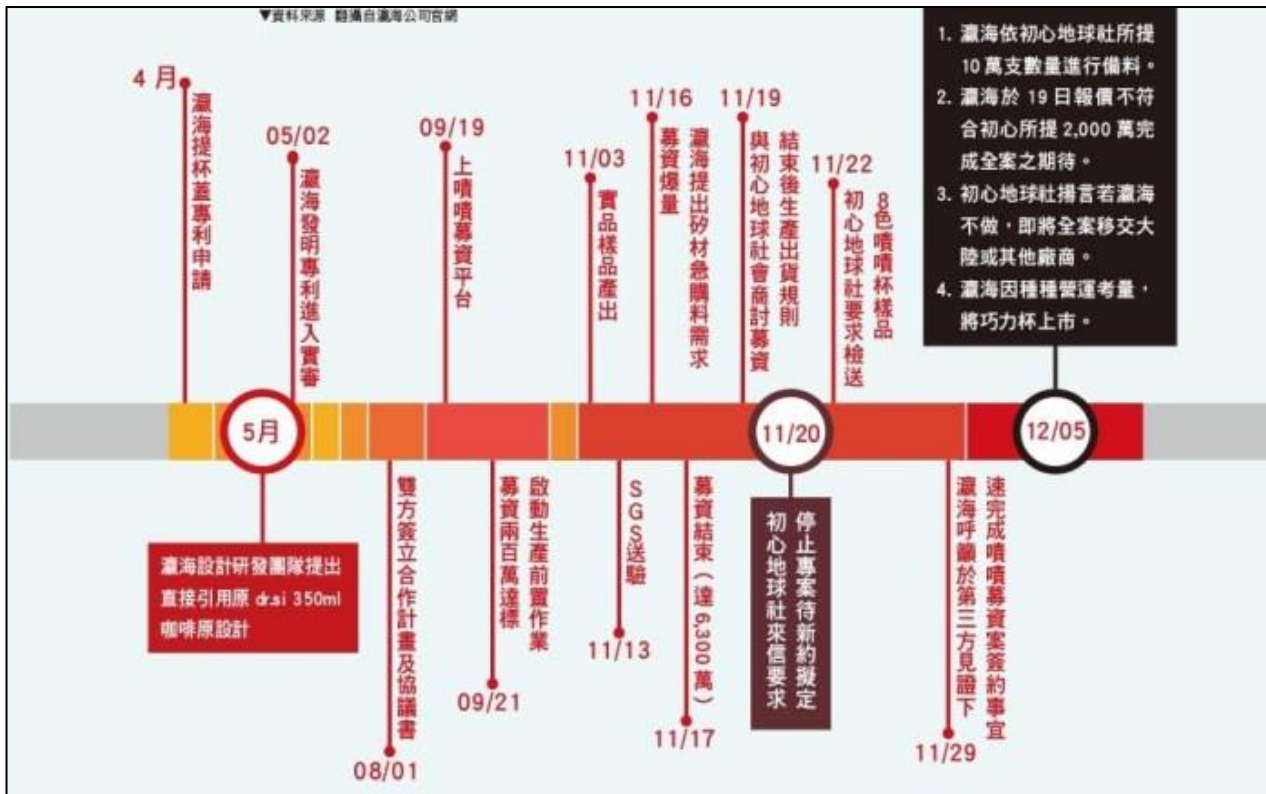 ▼資料來源 翻攝自瀛海公司官網
4 月
瀛海提杯蓋專利申請
05/02
瀛海發明專利進入實審
09/19
上嘖嘖募資平台
11/03
實品樣品產出
11/16
瀛海提出矽材急購料需求
募資爆量
11/19
結束後生產出貨規則
與初心地球社會商討募資
11/22
8色嘖嘖杯樣品
初心地球社要求檢送
1. 瀛海依初心地球社所提
10 萬支數量進行備料。
2. 瀛海於 19 日報價不符
合初心所提 2,000 萬完
成全案之期待。
3. 初心地球社揚言若瀛海
不做，即將全案移交大
陸或其他廠商。
4. 瀛海因種種營運考量，
將巧力杯上市。
5月
11/20
12/05
瀛海設計研發團隊提出
直接引用原 dr.si 350ml
咖啡原設計
雙方簽立合作計畫及協議書
08/01
啟動生產前置作業
募資兩百萬達標
09/21
SGS送驗
11/13
募資結束（達 6,300 萬）
11/17
停止專案待新約擬定
初心地球社來信要求
速完成嘖嘖募資案簽約事宜
瀛海呼籲於第三方見證下
11/29